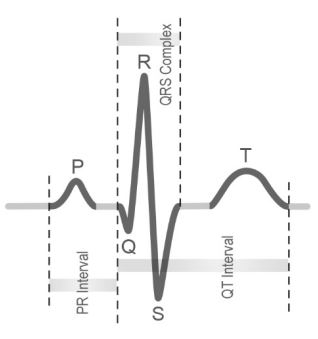 QRS Complex
R
P
T
Q
PR Interval
QT Interval
S